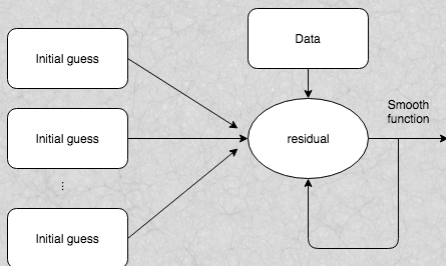 Data
Initial guess
Smooth
function
Initial guess
residual
...
Initial guess